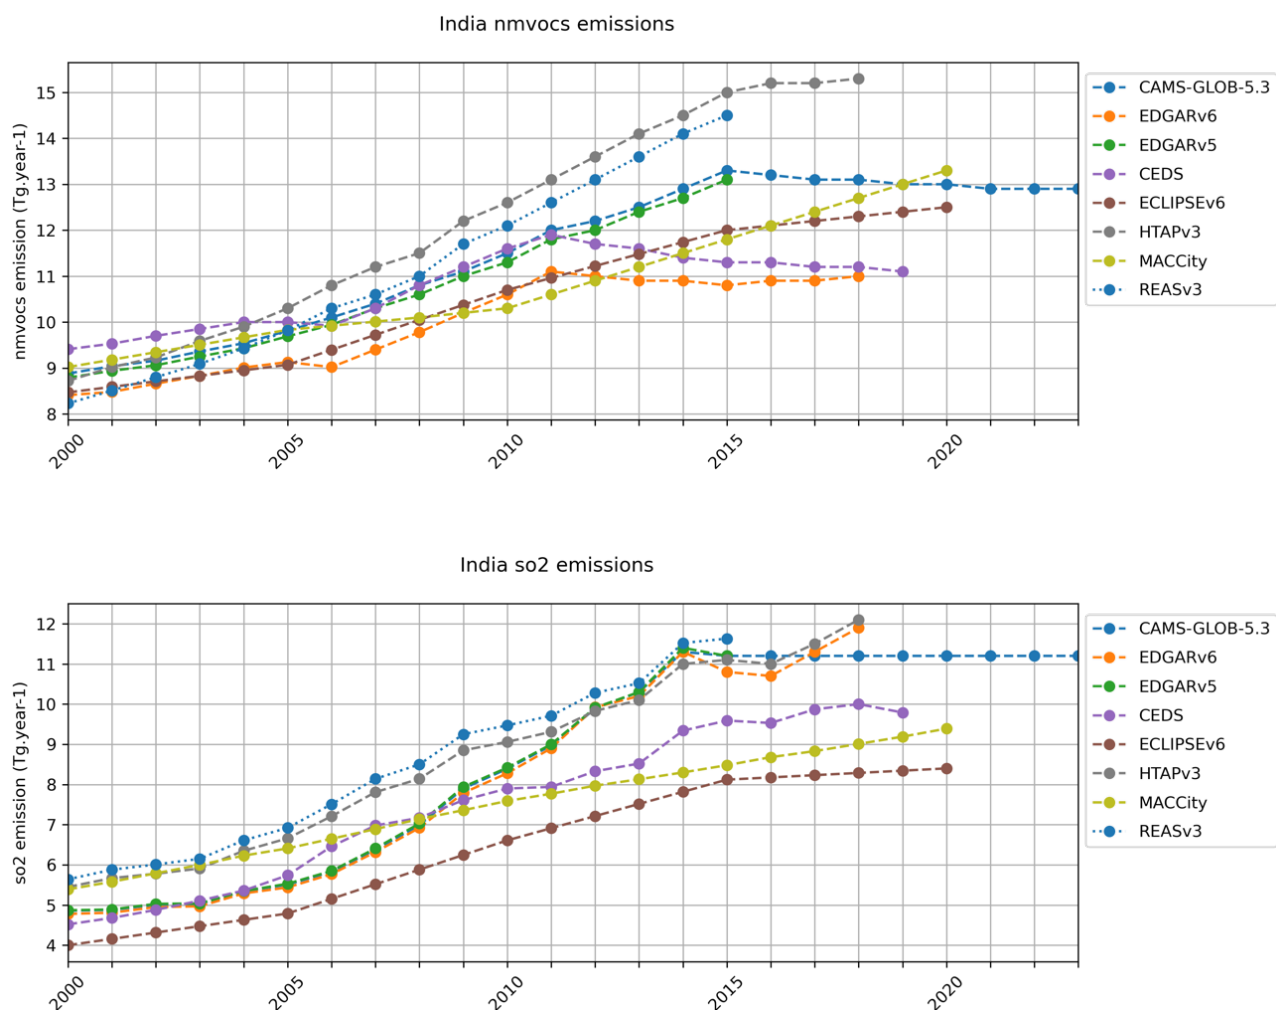 India nmvocs emissions
nmvocs emission (Tg.year-1)
15
14
13
12
11
10
9
8
2000
2005
2010
2015
2020
CAMS-GLOB-5.3
EDGARv6
EDGARv5
CEDS
ECLIPSEv6
HTAPv3
MACCity
REASv3
India so2 emissions
so2 emission (Tg.year-1)
12
11
10
9
8
7
6
5
4
2000
2005
2010
2015
2020
CAMS-GLOB-5.3
EDGARv6
EDGARv5
CEDS
ECLIPSEv6
HTAPv3
MACCity
REASv3